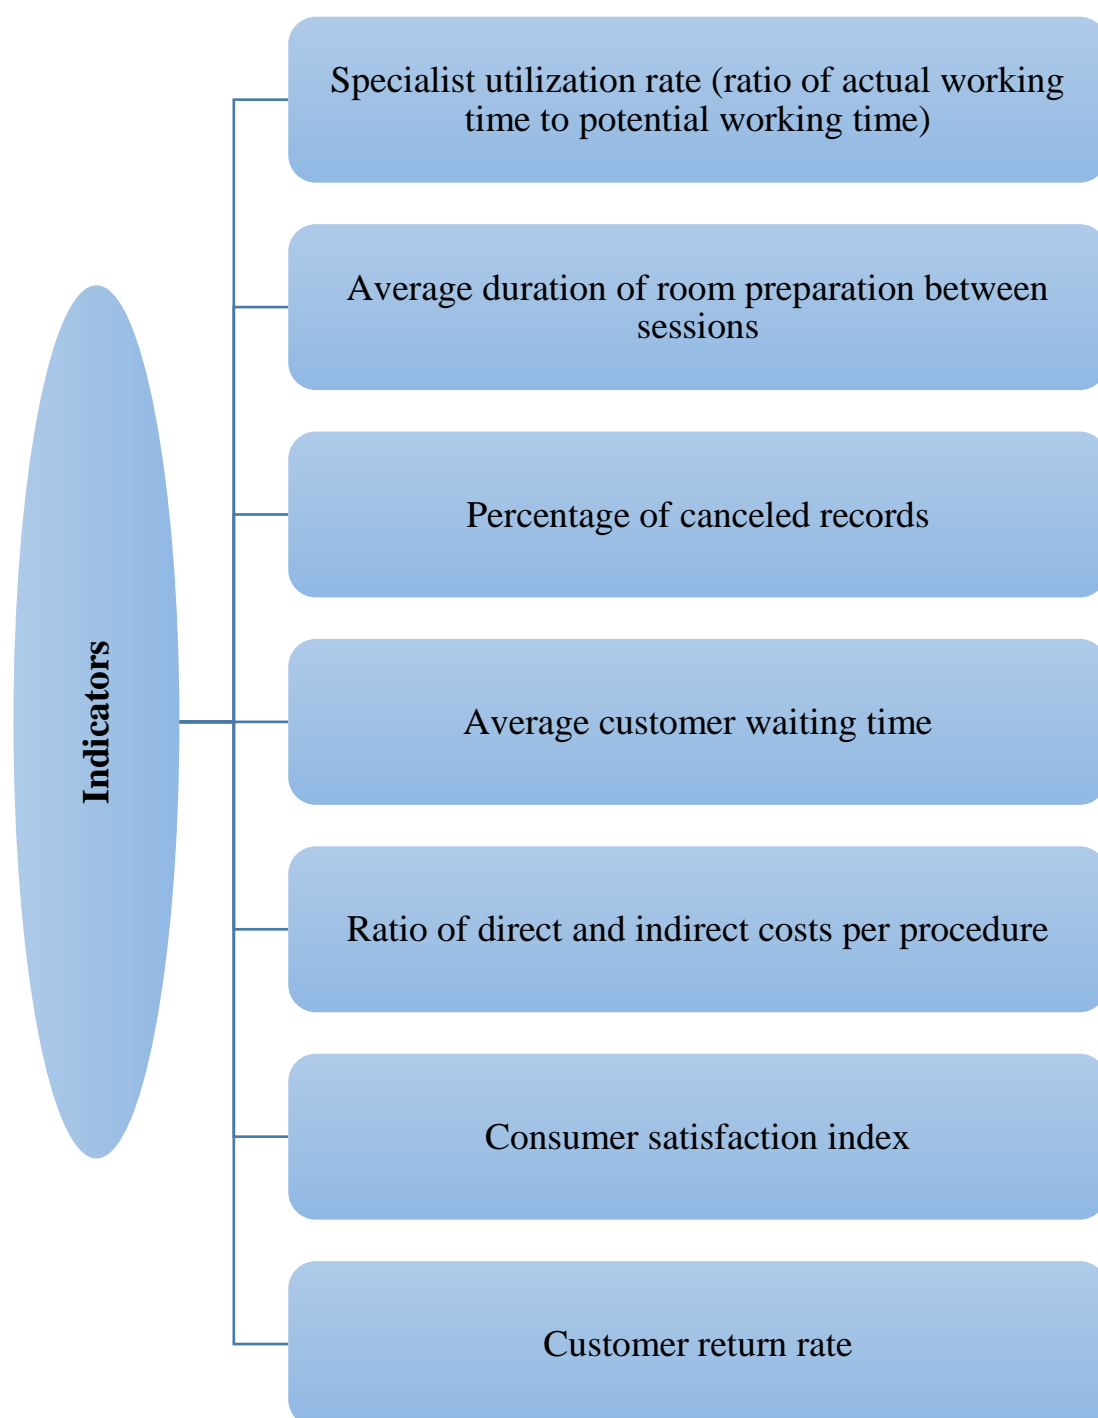 Indicators
Specialist utilization rate (ratio of actual working
time to potential working time)
Average duration of room preparation between
sessions
Percentage of canceled records
Average customer waiting time
Ratio of direct and indirect costs per procedure
Consumer satisfaction index
Customer return rate